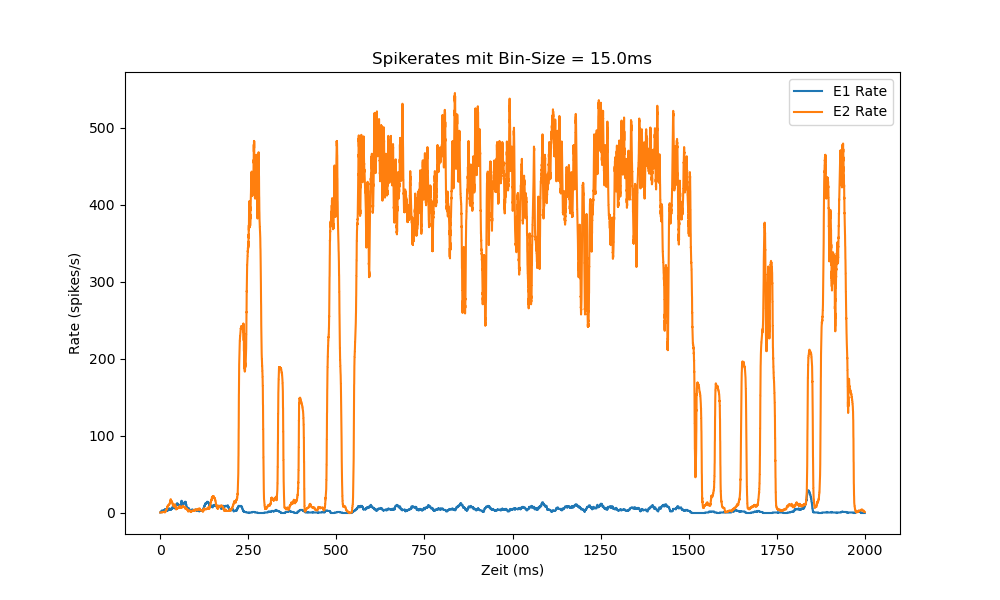 Spikerates mit Bin-Size = 15.0ms
E1 Rate
E2 Rate
500
400
300
200
100
0
Rate (spikes/s)
0 250 500 750 1000 1250 1500 1750 2000
Zeit (ms)